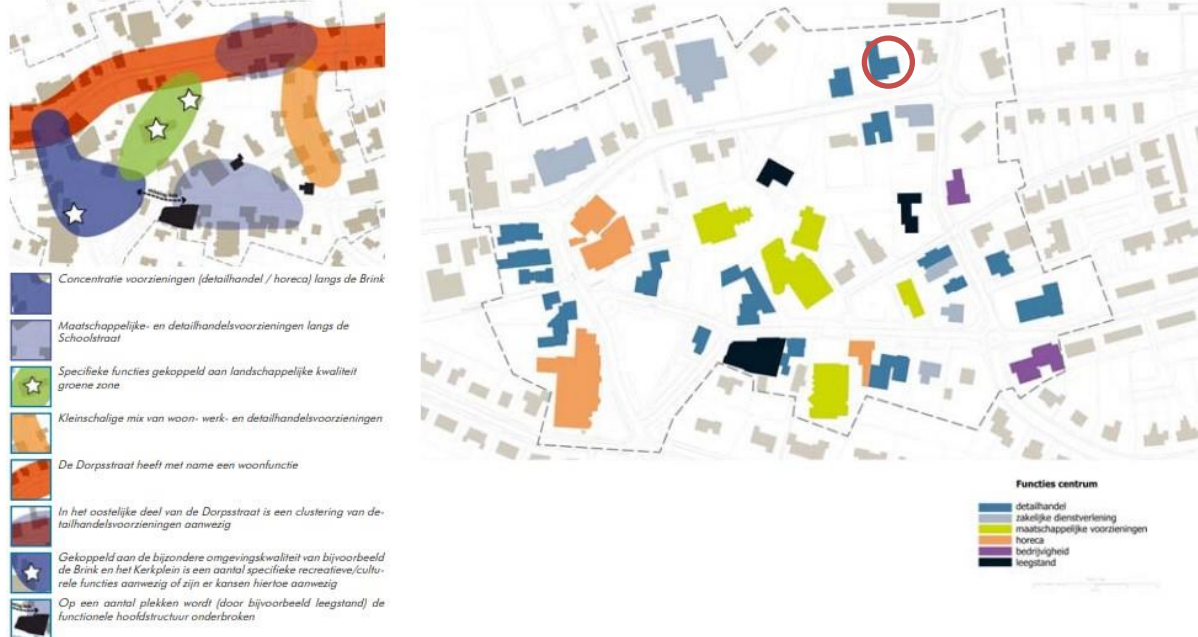 Concentratie voorzieningen (detailhandel / horeca) langs de Brink
Maatschappelijke- en detailhandelsvoorzieningen langs de
Schoolstraat
Specifieke functies gekoppeld aan landschappelijke kwaliteit
groene zone
Kleinschalige mix van woon- werk- en detailhandelsvoorzieningen
De Dorpsstraat heeft met name een woonfunctie
In het oostelijke deel van de Dorpsstraat is een clustering van de-
tailhandelsvoorzieningen aanwezig
Gekoppeld aan de bijzondere omgevingskwaliteit van bijvoorbeeld
de Brink en het Kerkplein is een aantal specifieke recreatieve/cultu-
rele functies aanwezig of zijn er kansen hiertoe aanwezig
Op een aantal plekken wordt (door bijvoorbeeld leegstand) de
functionele hoofdstructuur onderbroken
Functies centrum
detailhandel
zakelijke dienstverlening
maatschappelijke voorzieningen
horeca
bedrijvigheid
leegstand